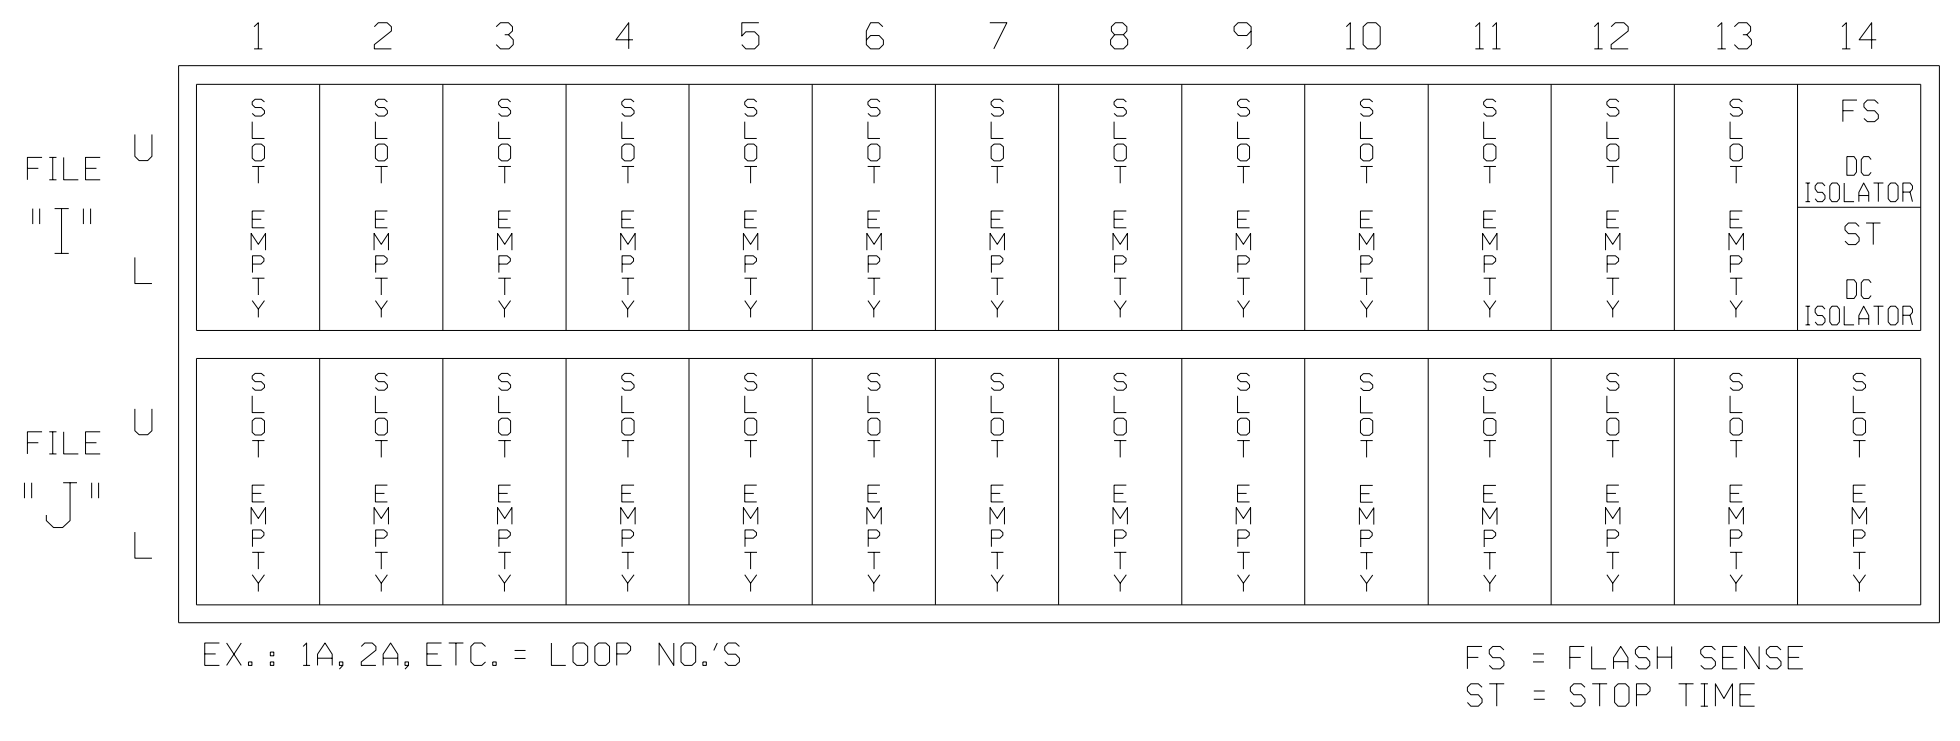 1 2 3 4 5 6 7 8 9 10 11 12 13 14
FILE "I"
U
L
SLOT EMPTY
SLOT EMPTY
SLOT EMPTY
SLOT EMPTY
SLOT EMPTY
SLOT EMPTY
SLOT EMPTY
SLOT EMPTY
SLOT EMPTY
SLOT EMPTY
SLOT EMPTY
SLOT EMPTY
SLOT EMPTY
FS
DC
ISOLATOR
ST
DC
ISOLATOR
FILE "J"
U
L
SLOT EMPTY
SLOT EMPTY
SLOT EMPTY
SLOT EMPTY
SLOT EMPTY
SLOT EMPTY
SLOT EMPTY
SLOT EMPTY
SLOT EMPTY
SLOT EMPTY
SLOT EMPTY
SLOT EMPTY
SLOT EMPTY
SLOT EMPTY
EX.: 1A, 2A, ETC. = LOOP NO.'S
FS = FLASH SENSE
ST = STOP TIME